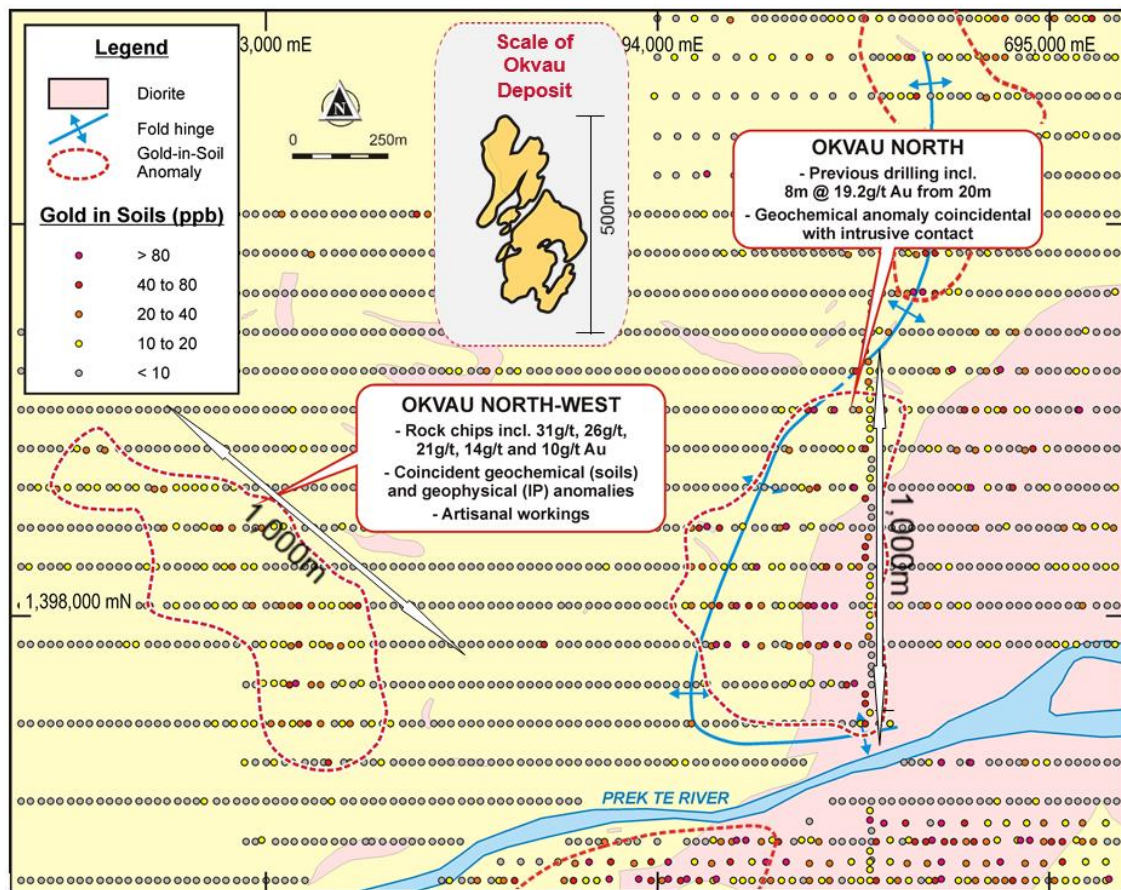 Legend
Diorite
Fold hinge
Gold-in-Soil
Anomaly
Gold in Soils (ppb)
> 80
40 to 80
20 to 40
10 to 20
< 10
3,000 mE
94,000 mE
695,000 mE
N
0 250m
Scale of
Okvau
Deposit
500m
OKVAU NORTH
- Previous drilling incl.
8m @ 19.2g/t Au from 20m
- Geochemical anomaly coincidental
with intrusive contact
OKVAU NORTH-WEST
- Rock chips incl. 31g/t, 26g/t,
21g/t, 14g/t and 10g/t Au
- Coincident geochemical (soils)
and geophysical (IP) anomalies
- Artisanal workings
1,000m
1,000m
1,398,000 mN
PREK TE RIVER